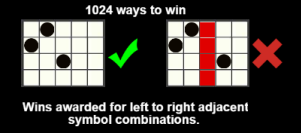 1024 ways to win
Wins awarded for left to right adjacent
symbol combinations.